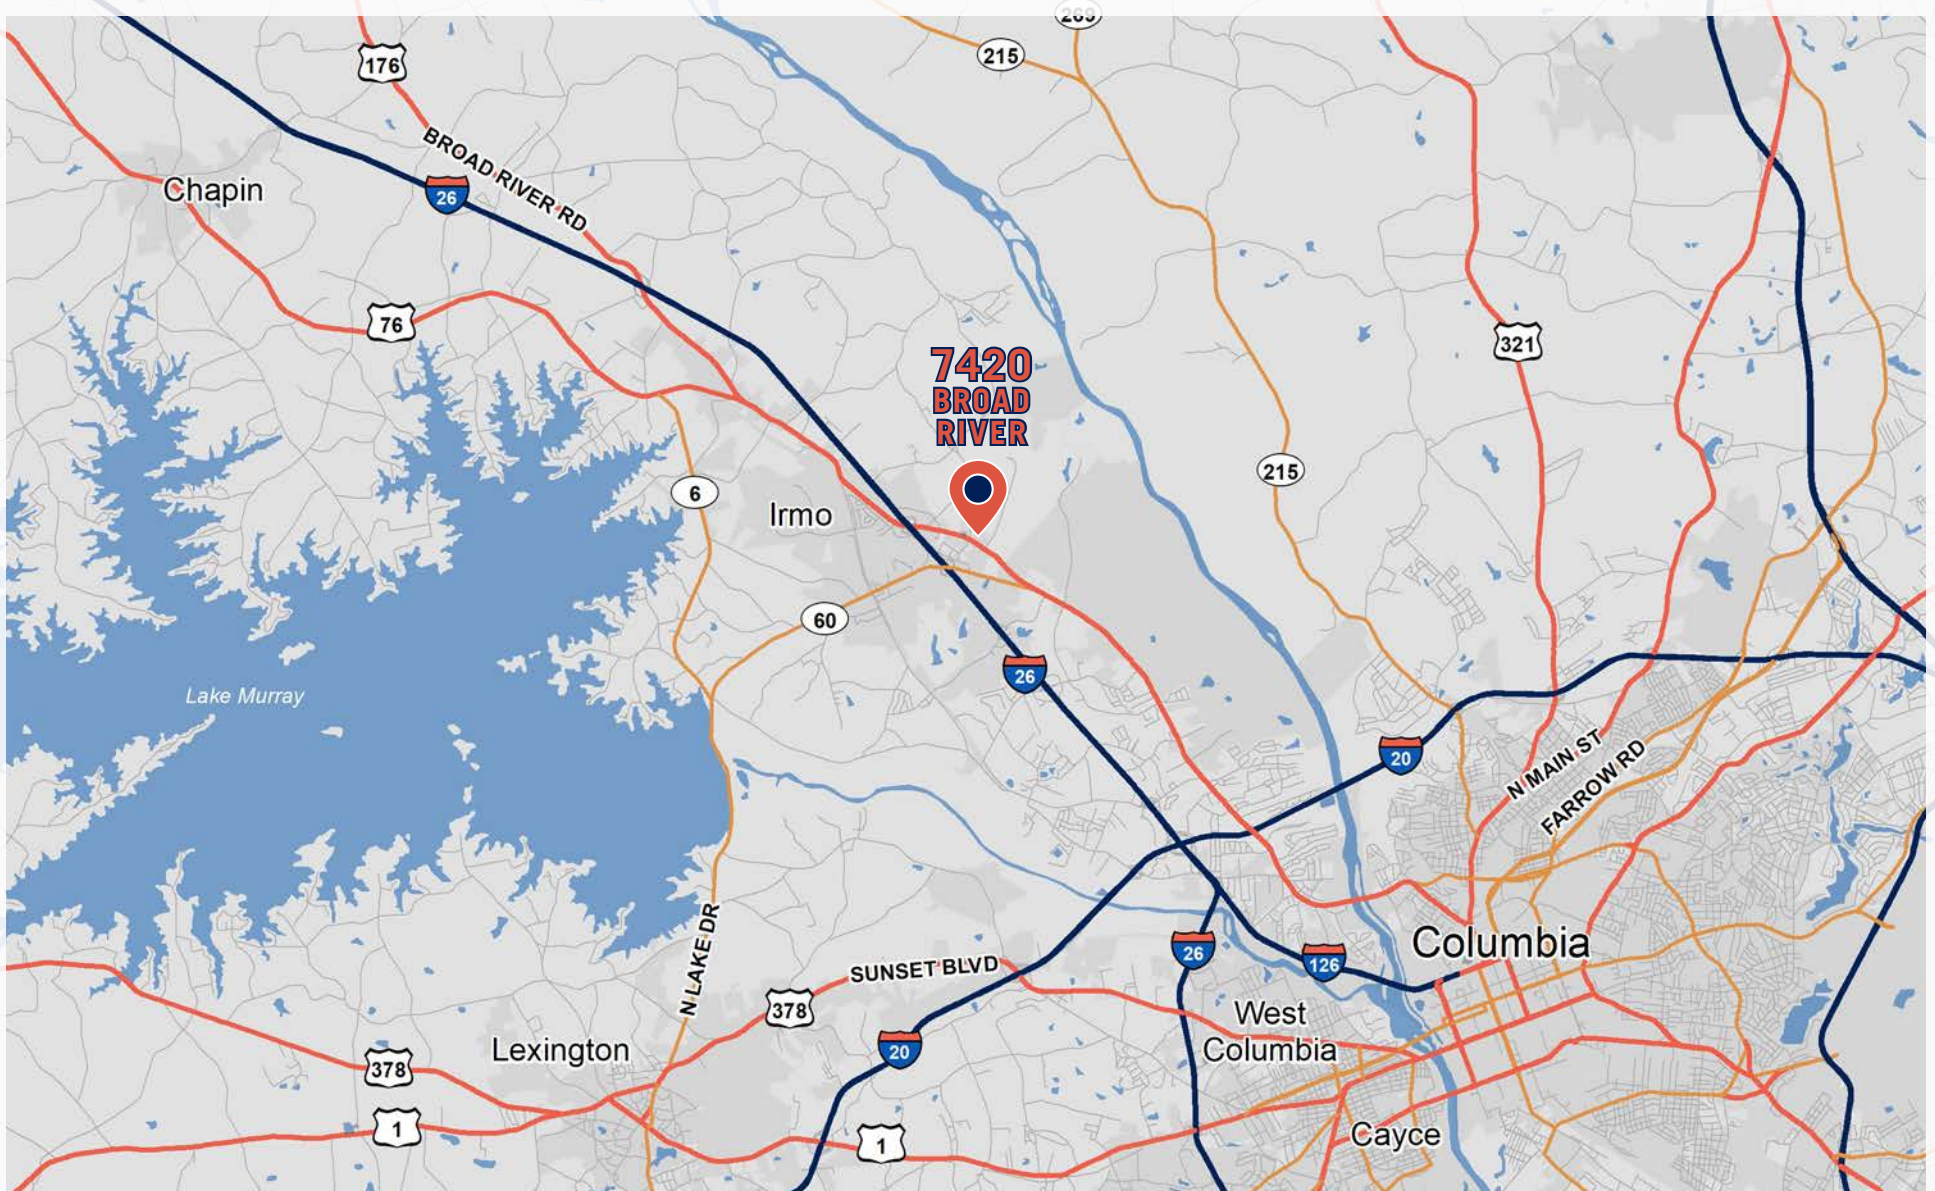 269
215
176
BROAD RIVER RD
Chapin
26
76
321
7420
BROAD
RIVER
215
6
Irmo
60
26
Lake Murray
20
N MAIN ST
FARROW RD
N LAKE DR
SUNSET BLVD
Columbia
26
126
378
West
Columbia
20
Lexington
378
1
1
Cayce